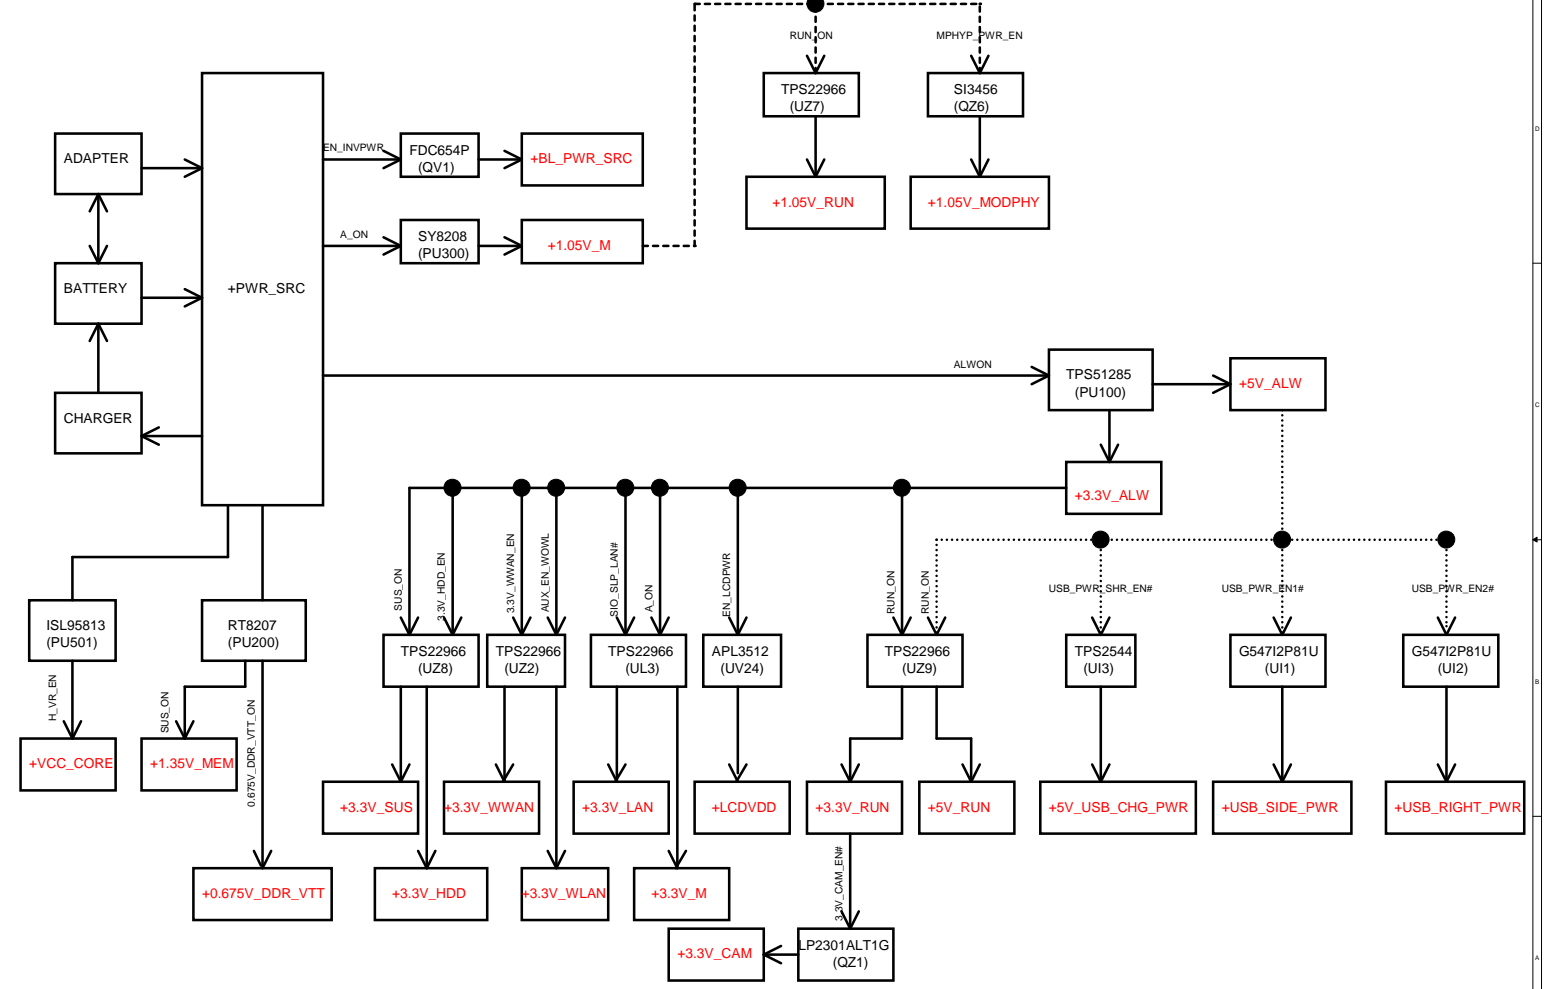 RUN_ON
MPHYP_PWR_EN
TPS22966
(UZ7)
SI3456
(QZ6)
D
ADAPTER
EN_INVPWR
FDC654P
(QV1)
+BL_PWR_SRC
+1.05V_RUN
+1.05V_MODPHY
A_ON
SY8208
(PU300)
+1.05V_M
BATTERY
+PWR_SRC
ALWON
TPS51285
(PU100)
+5V_ALW
CHARGER
C
+3.3V_ALW
SUS_ON
3.3V_HDD_EN
3.3V_WWAN_EN
AUX_EN_WOWL
SIO_SLP_LAN#
A_ON
EN_LCDPWR
RUN_ON
RUN_ON
USB_PWR_SHR_EN#
USB_PWR_EN1#
USB_PWR_EN2#
ISL95813
(PU501)
RT8207
(PU200)
TPS22966
(UZ8)
TPS22966
(UZ2)
TPS22966
(UL3)
APL3512
(UV24)
TPS22966
(UZ9)
TPS2544
(UI3)
G547I2P81U
(UI1)
G547I2P81U
(UI2)
B
H_VR_EN
SUS_ON
0.675V_DDR_VTT_ON
+VCC_CORE
+1.35V_MEM
+3.3V_SUS
+3.3V_WWAN
+3.3V_LAN
+LCDVDD
+3.3V_RUN
+5V_RUN
+5V_USB_CHG_PWR
+USB_SIDE_PWR
+USB_RIGHT_PWR
3.3V_CAM_EN#
+0.675V_DDR_VTT
+3.3V_HDD
+3.3V_WLAN
+3.3V_M
+3.3V_CAM
LP2301ALT1G
(QZ1)
A